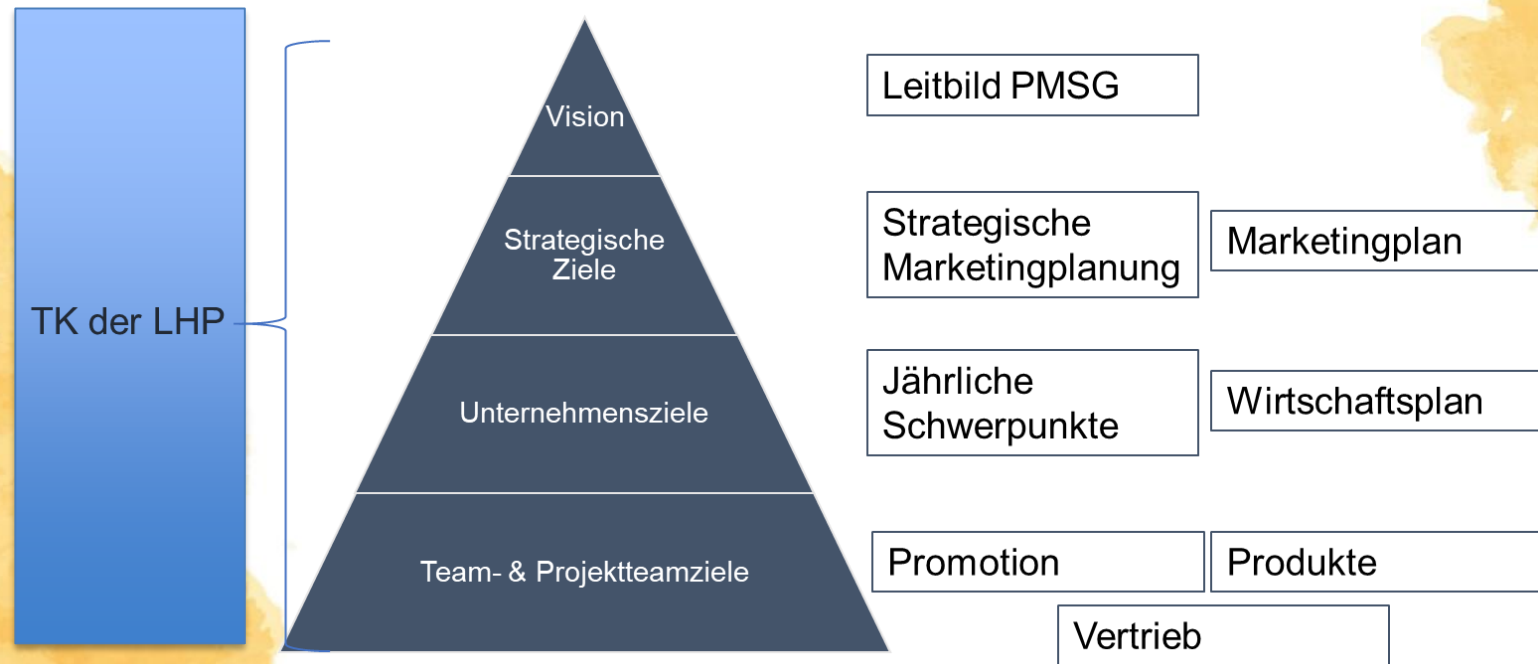 TK der LHP
Vision
Leitbild PMSG
Strategische
Ziele
Strategische
Marketingplanung
Marketingplan
Unternehmensziele
Jährliche
Schwerpunkte
Wirtschaftsplan
Team- & Projektteamziele
Promotion
Produkte
Vertrieb